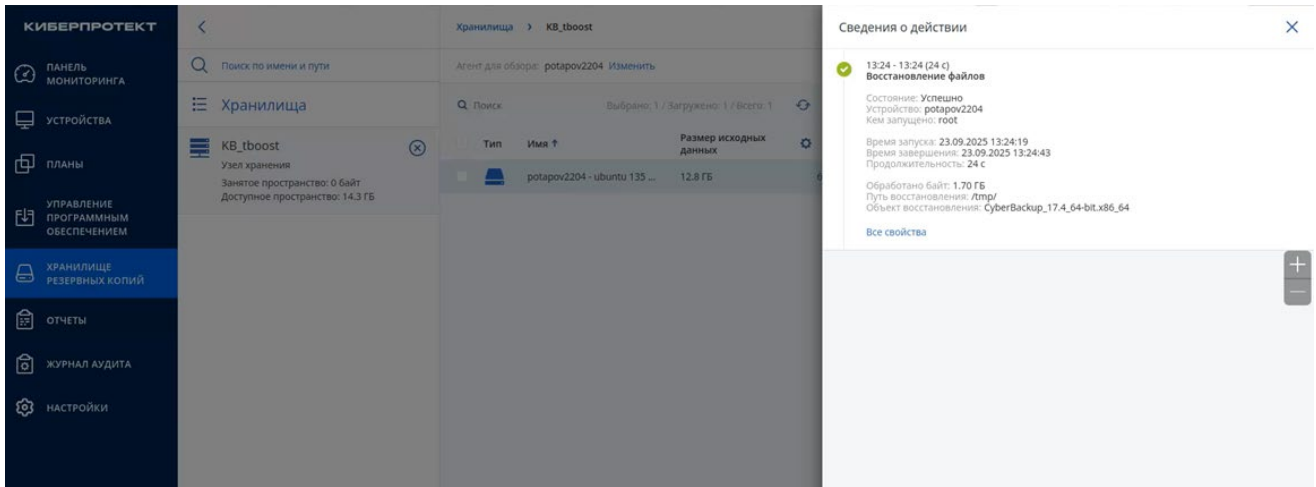 КИБЕРПРОТЕКТ
ПАНЕЛЬ
МОНИТОРИНГА
УСТРОЙСТВА
ПЛАНЫ
УПРАВЛЕНИЕ
ПРОГРАММНЫМ
ОБЕСПЕЧЕНИЕМ
ХРАНИЛИЩЕ
РЕЗЕРВНЫХ КОПИЙ
ОТЧЕТЫ
ЖУРНАЛ АУДИТА
НАСТРОЙКИ
Поиск по имени и пути
Хранилища
KB_tboost
Узел хранения
Занятое пространство: 0 байт
Доступное пространство: 14.3 ГБ
Хранилища > KB_tboost
Агент для обзора: potapov2204 Изменить
Поиск Выбрано: 1 / Загружено: 1 / Всего: 1
Тип Имя ↑ Размер исходных
данных
potapov2204 - ubuntu 135 ... 12.8 ГБ
Сведения о действии
13:24 - 13:24 (24 с)
Восстановление файлов
Состояние: Успешно
Устройство: potapov2204
Кем запущено: root
Время запуска: 23.09.2025 13:24:19
Время завершения: 23.09.2025 13:24:43
Продолжительность: 24 с
Обработано байт: 1.70 ГБ
Путь восстановления: /tmp/
Объект восстановления: CyberBackup_17.4_64-bit.x86_64
Все свойства